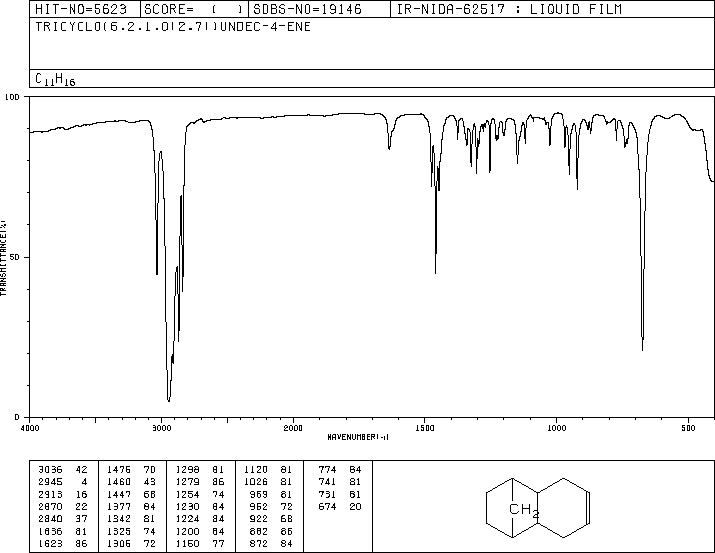 HIT-NO=5623 SCORE= ( ) SDBS-NO=19146 IR-NIDA-62517 : LIQUID FILM
TRICYCLO(6.2.1.0(2.7))UNDEC-4-ENE
C11H16
100
50
0
TRANSMITTANCE(%)
4000 3000 2000 1500 1000 500
WAVENUMBER(-1)
3036 42 1476 70 1298 81 1120 81 774 84
2945 4 1460 43 1279 86 1026 81 741 81
2913 16 1447 68 1254 74 969 81 731 81
2870 22 1377 84 1230 84 952 72 674 20
2840 37 1342 81 1224 84 922 68
1636 81 1325 74 1200 84 882 86
1623 86 1305 72 1150 77 872 84
CH2